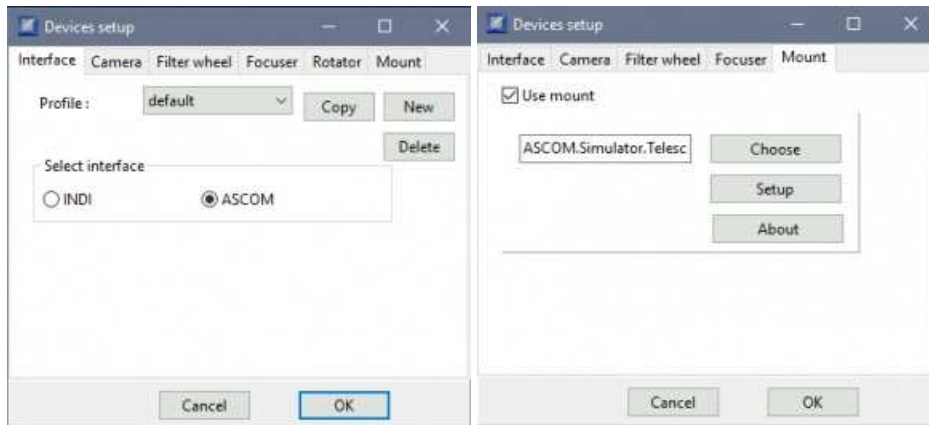 Devices setup
Interface Camera Filter wheel Focuser Rotator Mount
Profile :
default
Copy
New
Delete
Select interface
INDI
ASCOM
Cancel
OK
Devices setup
Interface Camera Filter wheel Focuser Mount
Use mount
ASCOM.Simulator.Telesc
Choose
Setup
About
Cancel
OK